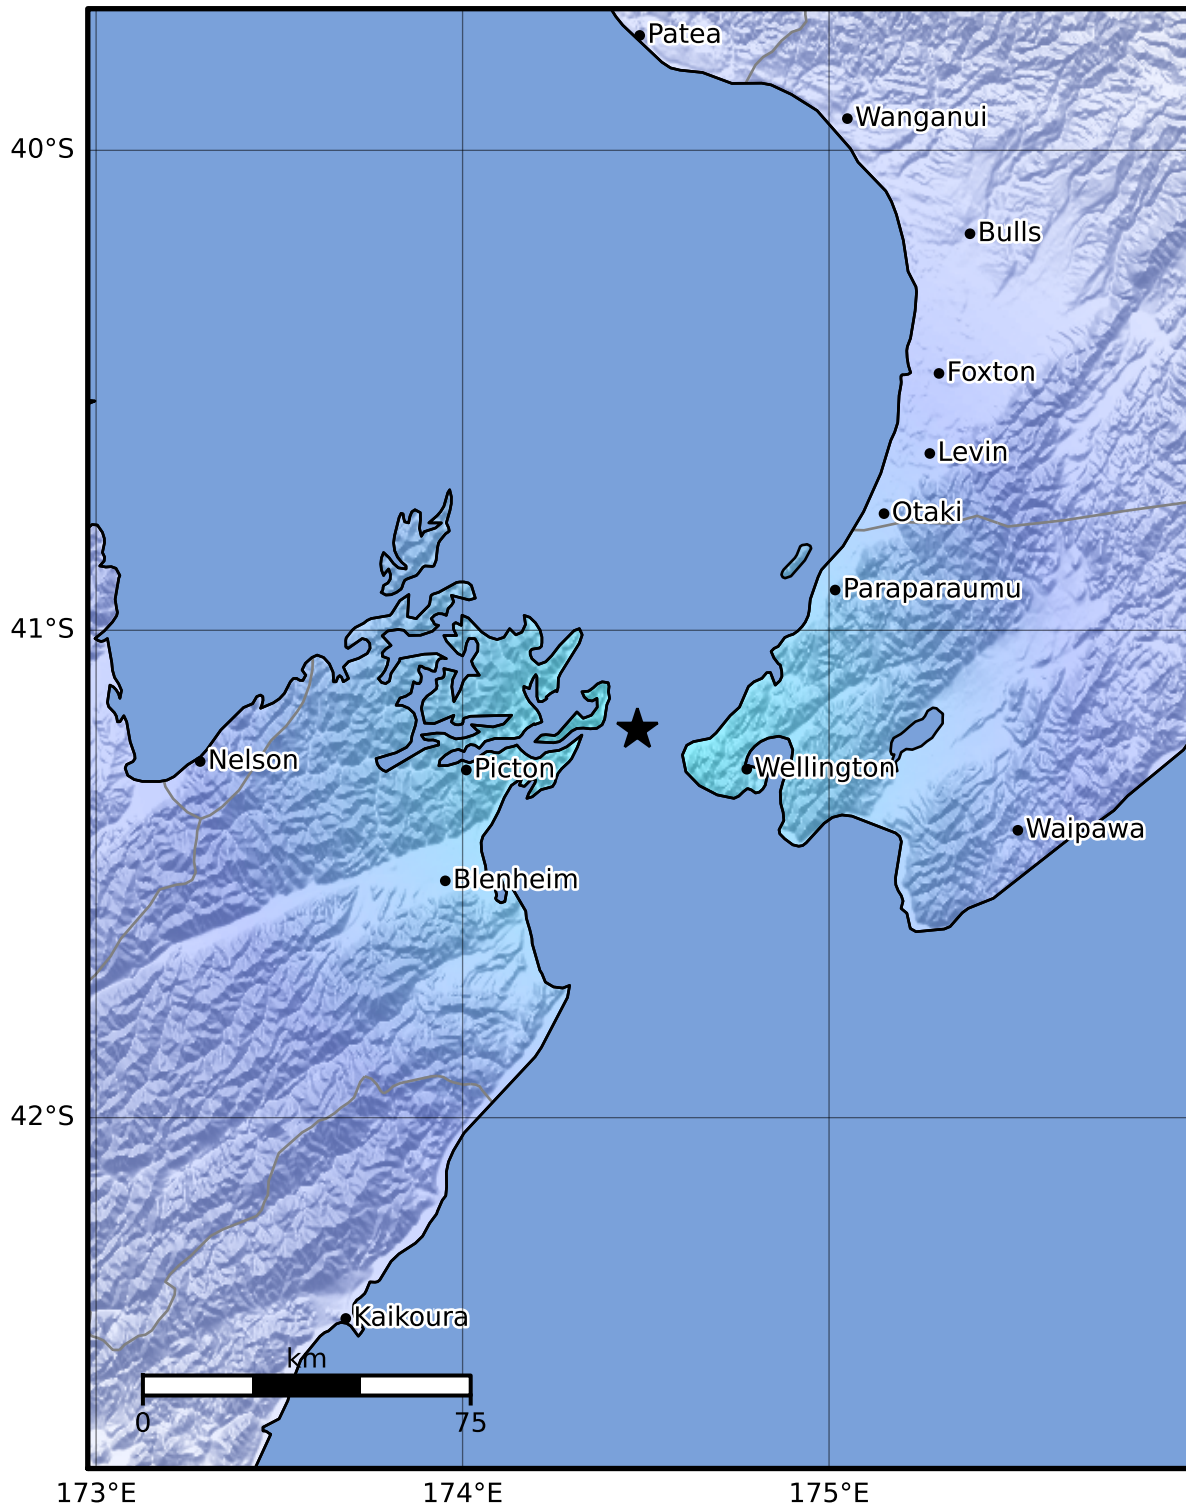 Patea
Wanganui
40°S
Bulls
Foxton
Levin
Otaki
Paraparaumu
41°S
Nelson
Picton
Wellington
Waipawa
Blenheim
42°S
Kaikoura
km
0 75
173°E 174°E 175°E